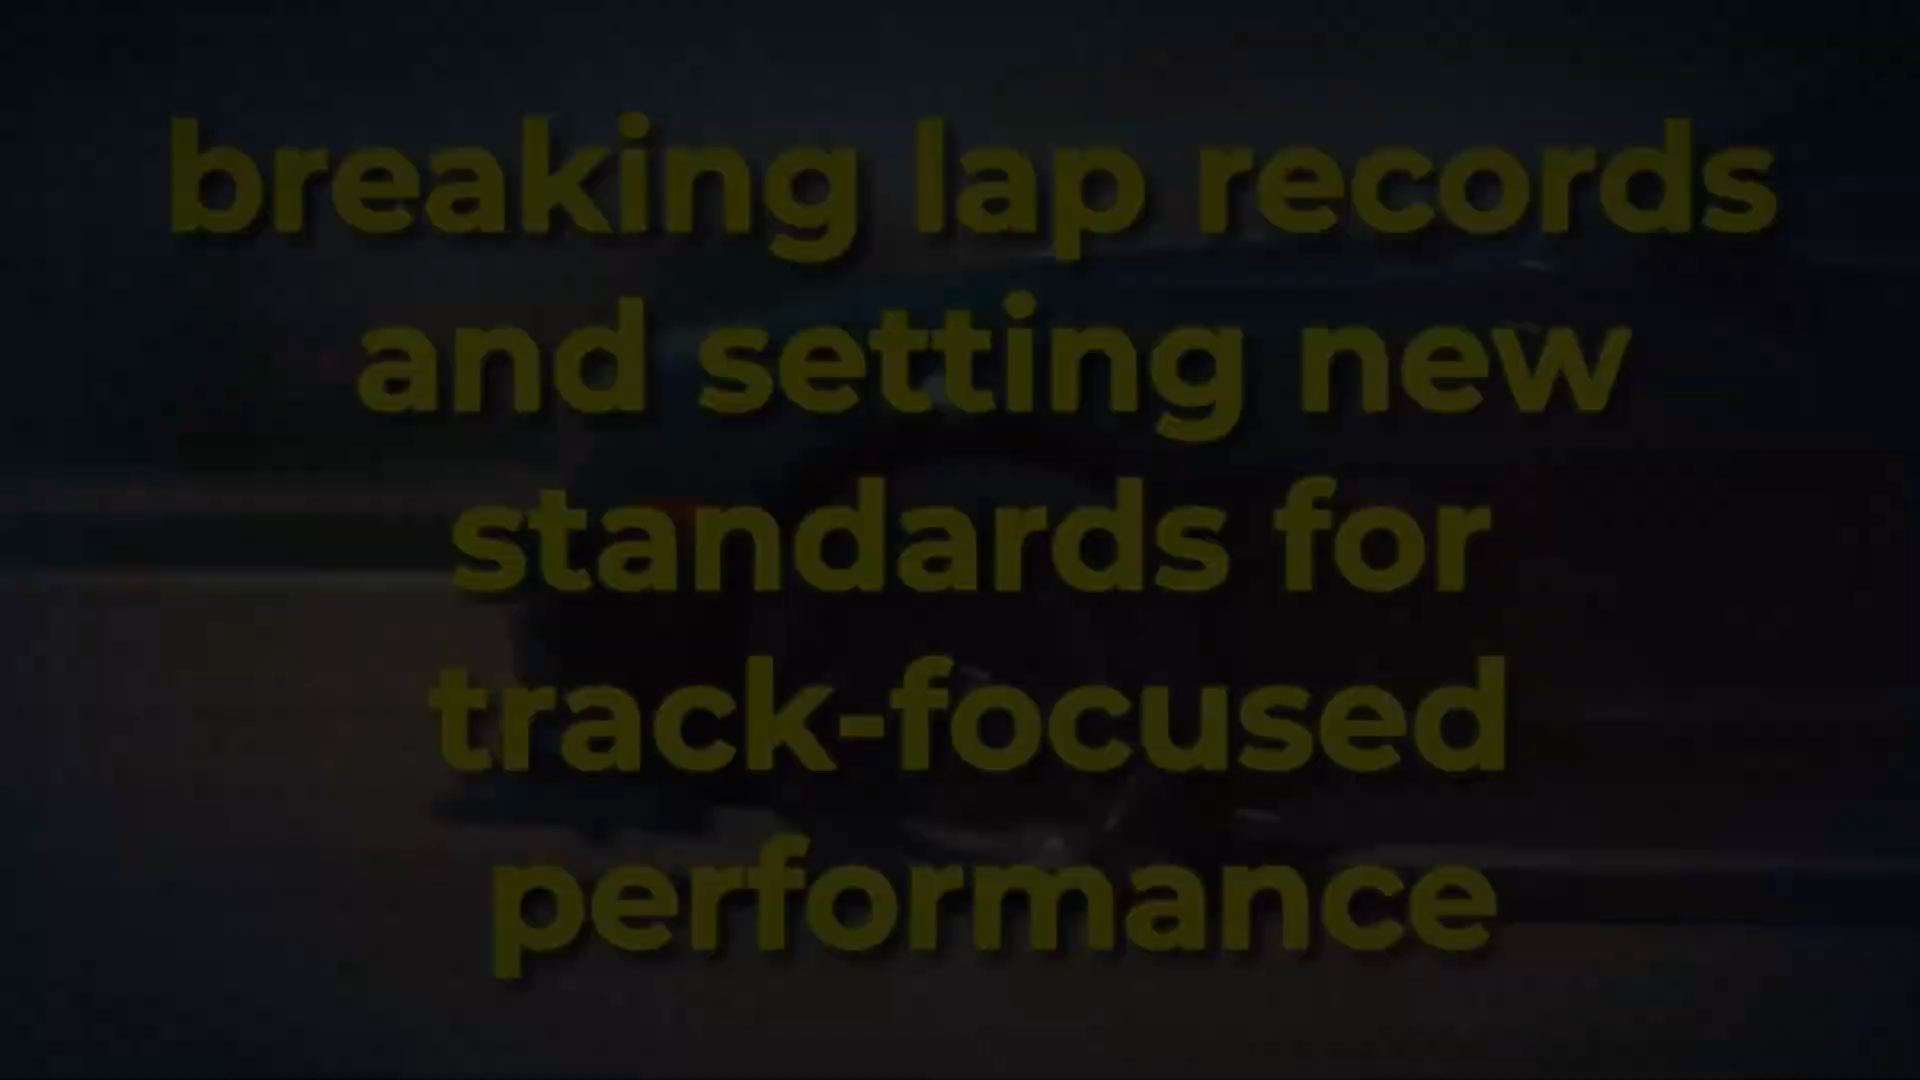 breaking lap records
and setting new
standards for
track-focused
performance